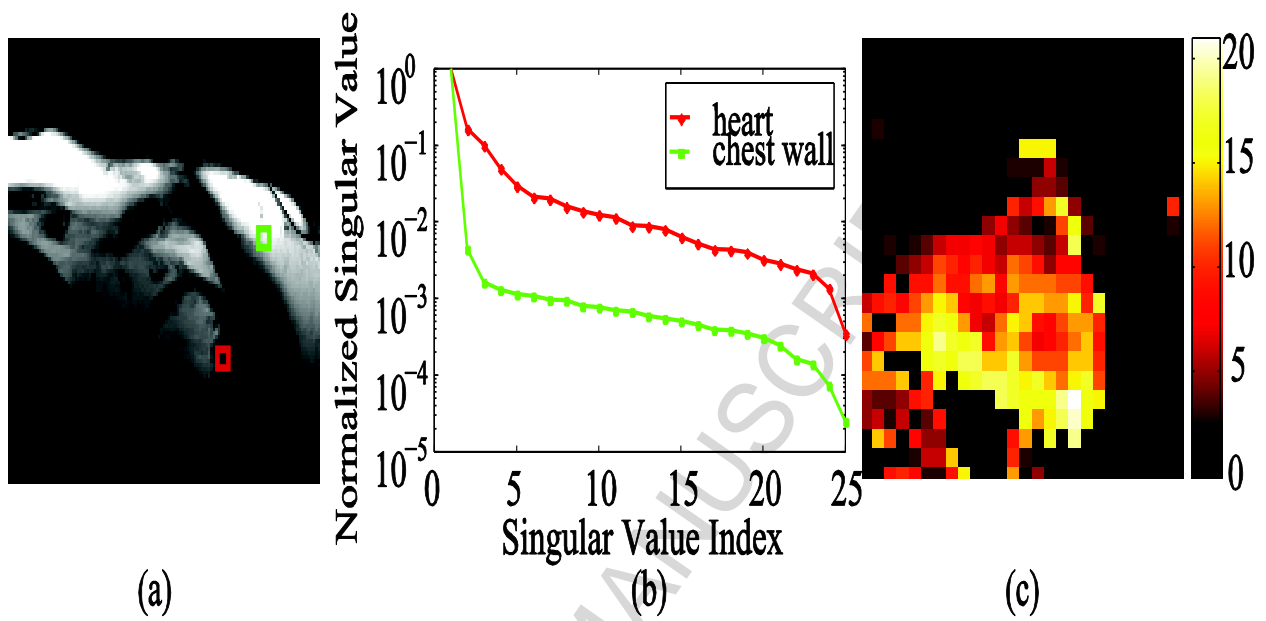 Normalized Singular Value
10^0
10^-1
10^-2
10^-3
10^-4
10^-5
0 5 10 15 20 25
Singular Value Index
heart
chest wall
20
15
10
5
0
(a) (b) (c)